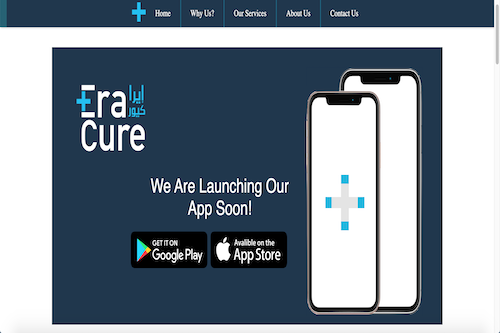 Home Why Us? Our Services About Us Contact Us
Era ايرا
Cure كيور
We Are Launching Our
App Soon!
GET IT ON Avalible on the
Google Play App Store